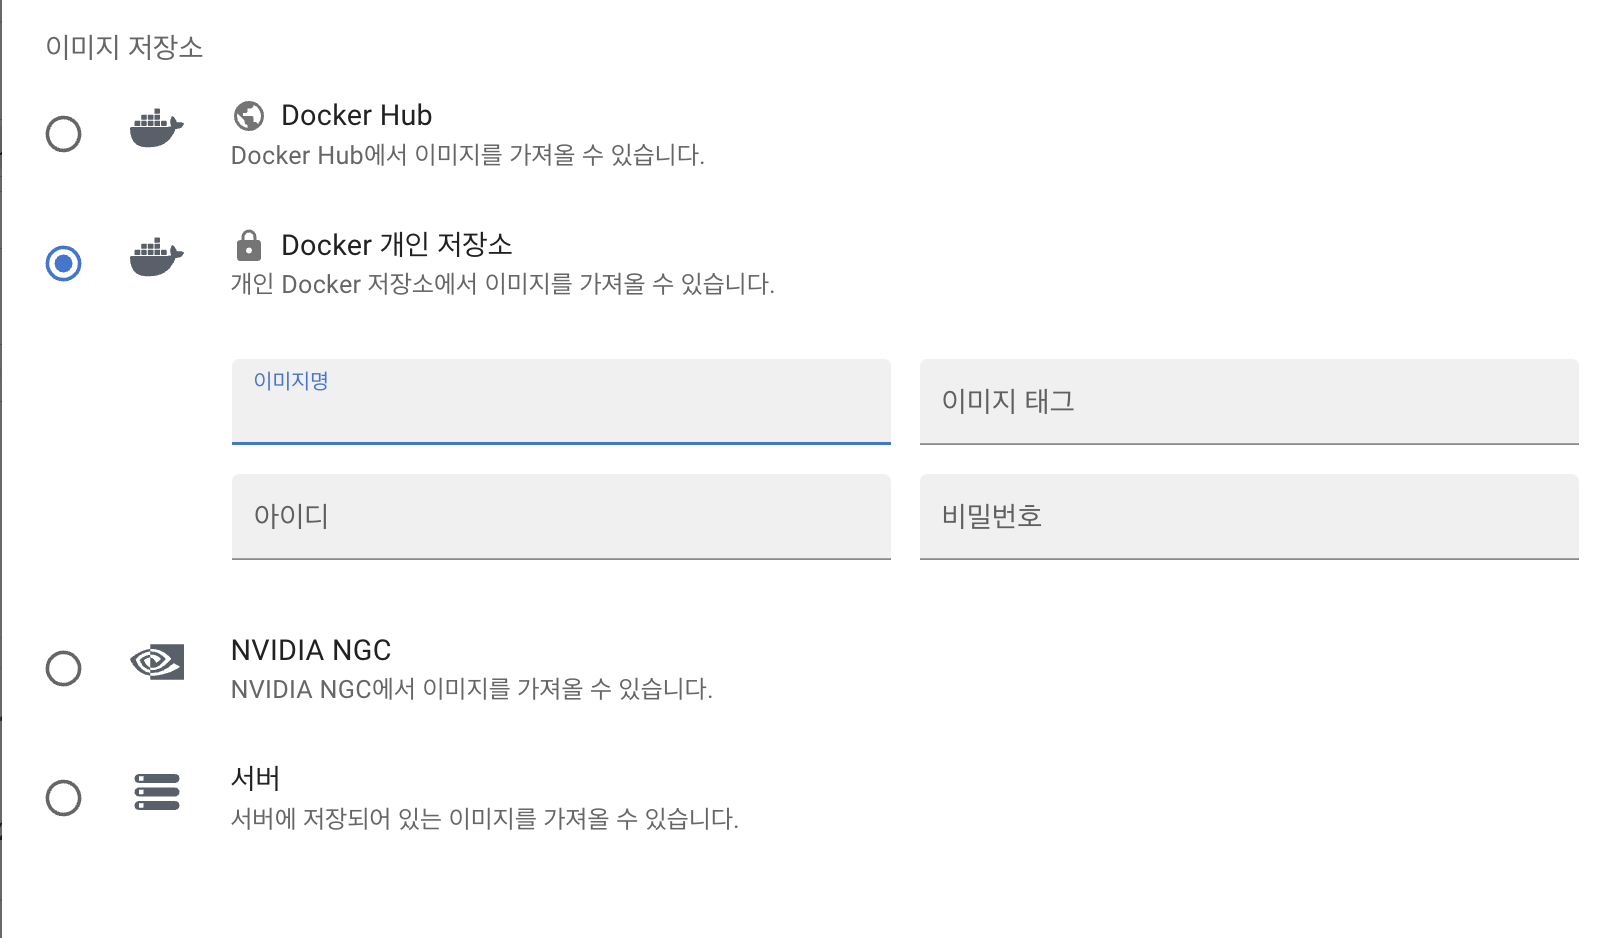 이미지 저장소
Docker Hub
Docker Hub에서 이미지를 가져올 수 있습니다.
Docker 개인 저장소
개인 Docker 저장소에서 이미지를 가져올 수 있습니다.
이미지명
이미지 태그
아이디
비밀번호
NVIDIA NGC
NVIDIA NGC에서 이미지를 가져올 수 있습니다.
서버
서버에 저장되어 있는 이미지를 가져올 수 있습니다.